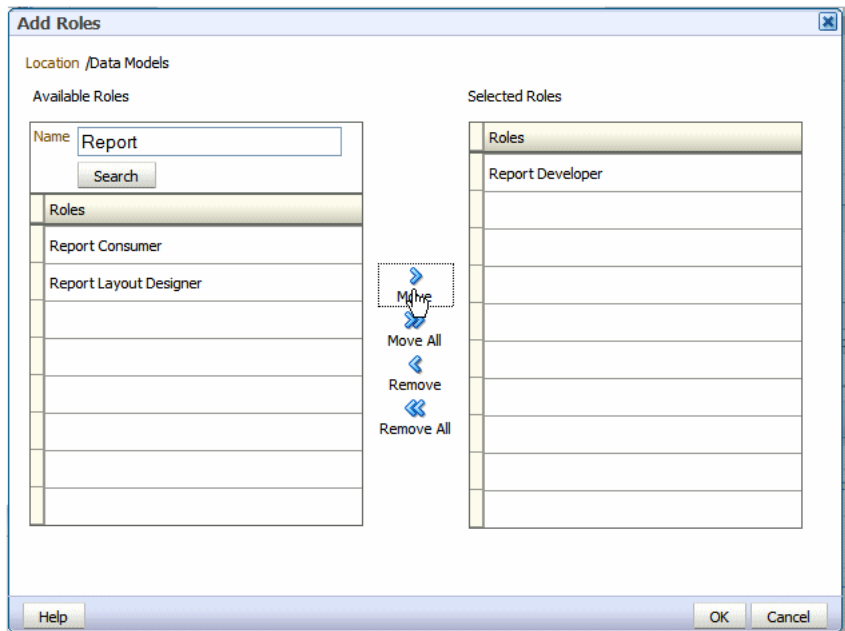 Add Roles
Location /Data Models
Available Roles
Name Report
Search
Roles
Report Consumer
Report Layout Designer
Move
Move All
Remove
Remove All
Selected Roles
Roles
Report Developer
Help
OK
Cancel